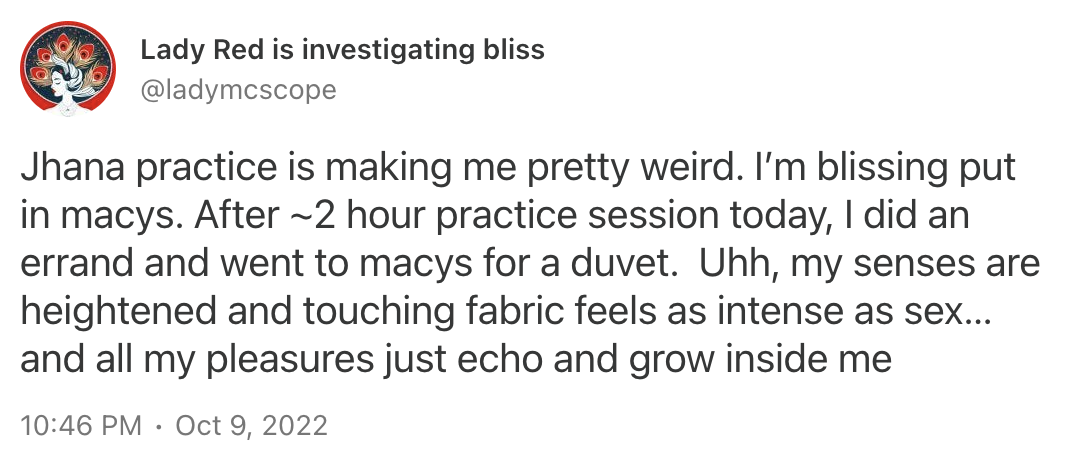 Lady Red is investigating bliss
@ladymcscope
Jhana practice is making me pretty weird. I’m blissing put
in macys. After ~2 hour practice session today, I did an
errand and went to macys for a duvet.  Uhh, my senses are
heightened and touching fabric feels as intense as sex...
and all my pleasures just echo and grow inside me
10:46 PM · Oct 9, 2022